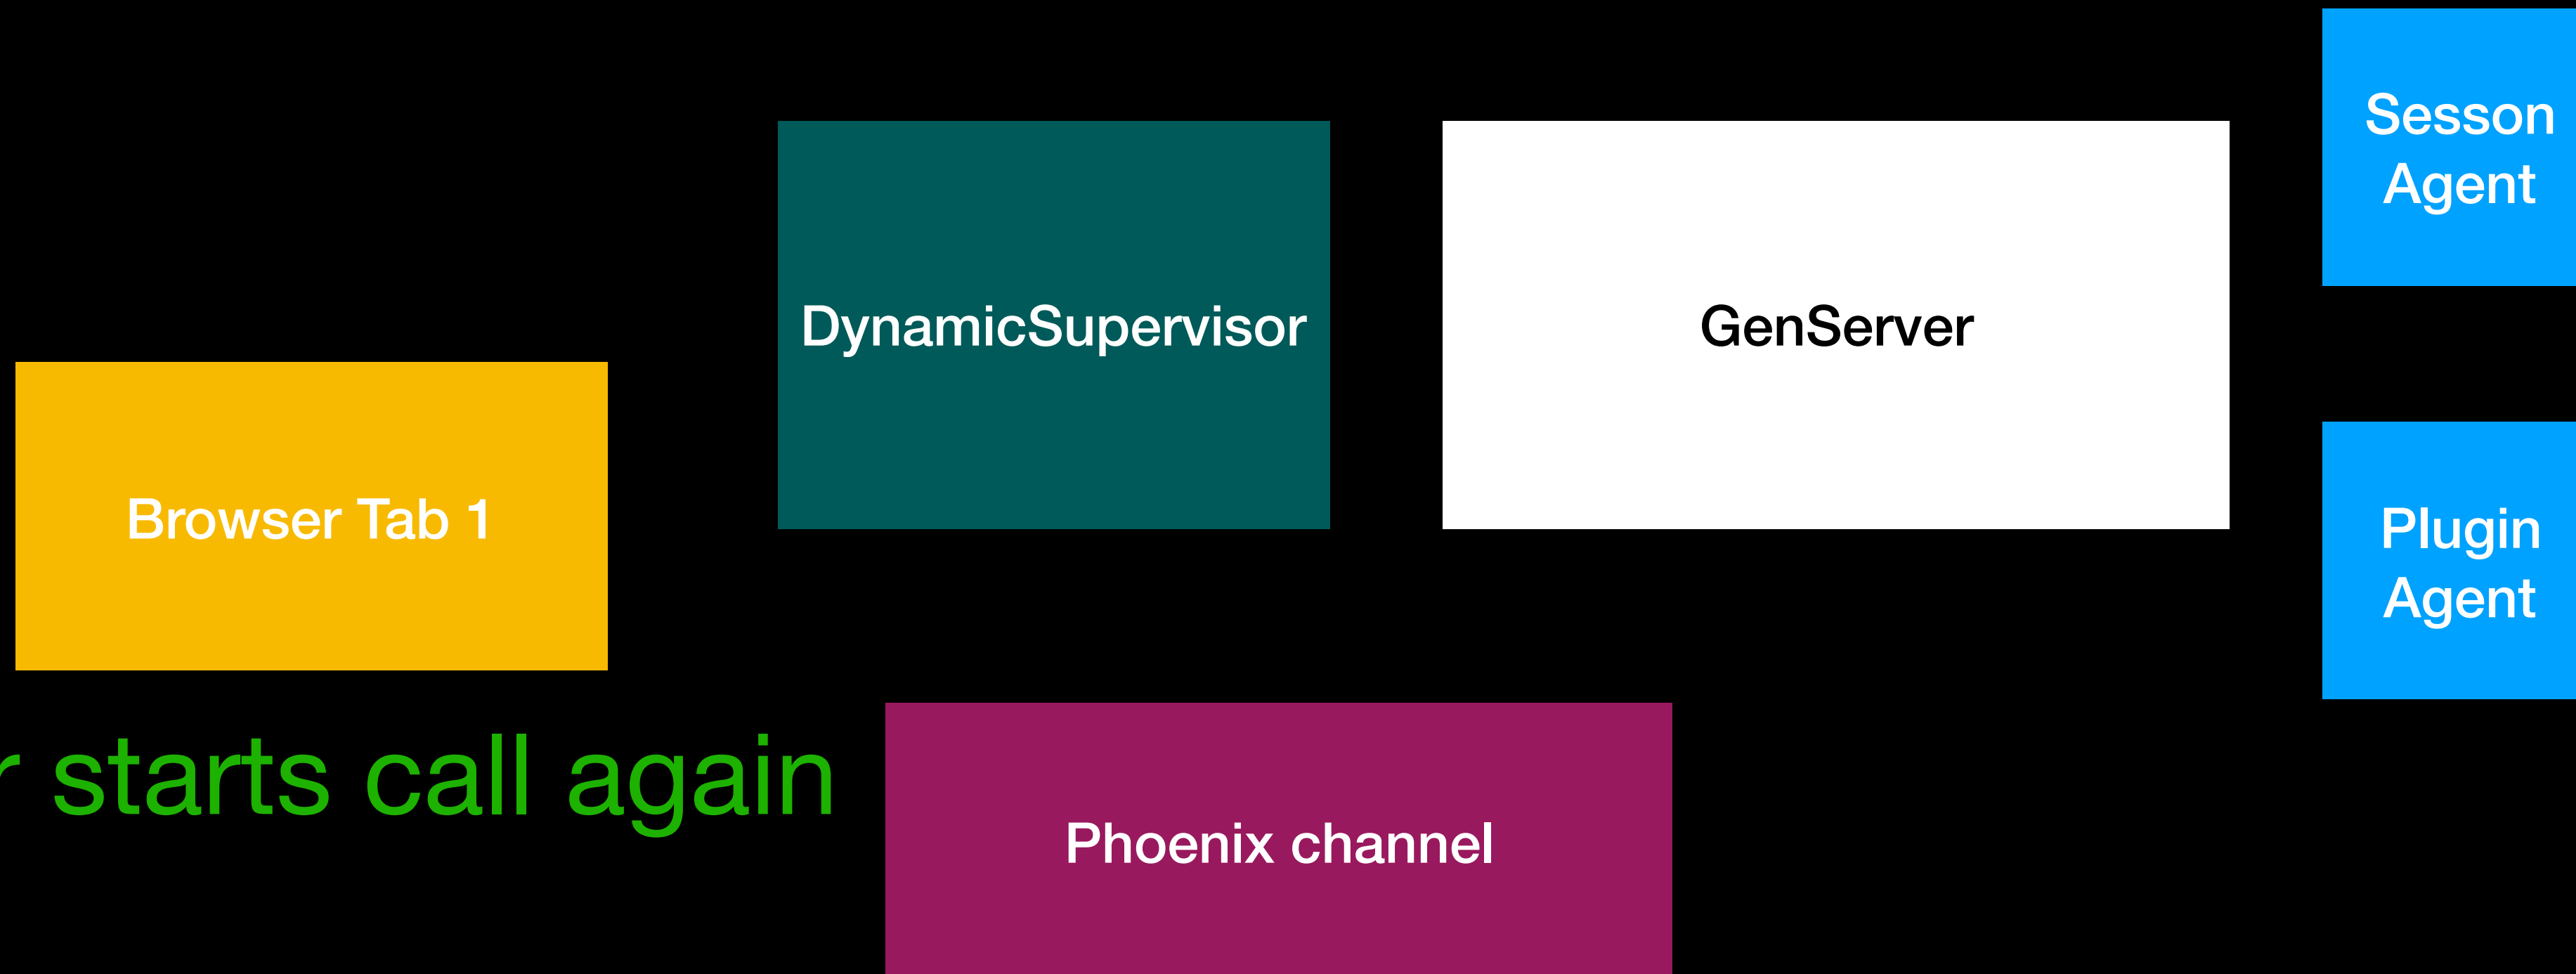 Sesson
Agent
DynamicSupervisor
GenServer
Browser Tab 1
Plugin
Agent
r starts call again
Phoenix channel